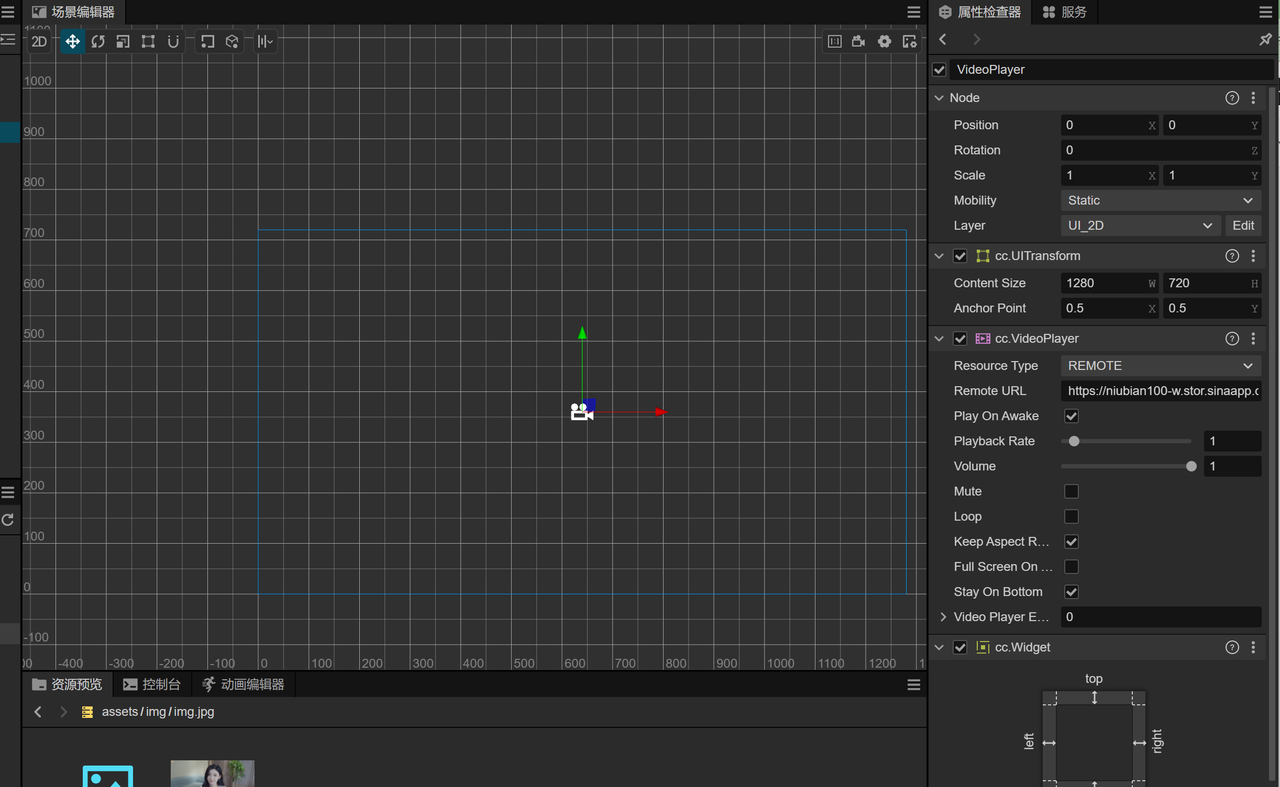 场景编辑器
2D
1000
900
800
700
600
500
400
300
200
100
0
-100
-400 -300 -200 -100 0 100 200 300 400 500 600 700 800 900 1000 1100 1200
资源预览 控制台 动画编辑器
assets/img/img.jpg
属性检查器 服务
VideoPlayer
Node
Position 0 X 0 Y
Rotation 0 Z
Scale 1 X 1 Y
Mobility Static
Layer UI_2D Edit
cc.UITransform
Content Size 1280 W 720 H
Anchor Point 0.5 X 0.5 Y
cc.VideoPlayer
Resource Type REMOTE
Remote URL https://niubian100-w.stor.sinaapp.c
Play On Awake
Playback Rate 1
Volume 1
Mute
Loop
Keep Aspect R...
Full Screen On ...
Stay On Bottom
Video Player E... 0
cc.Widget
top
left
right